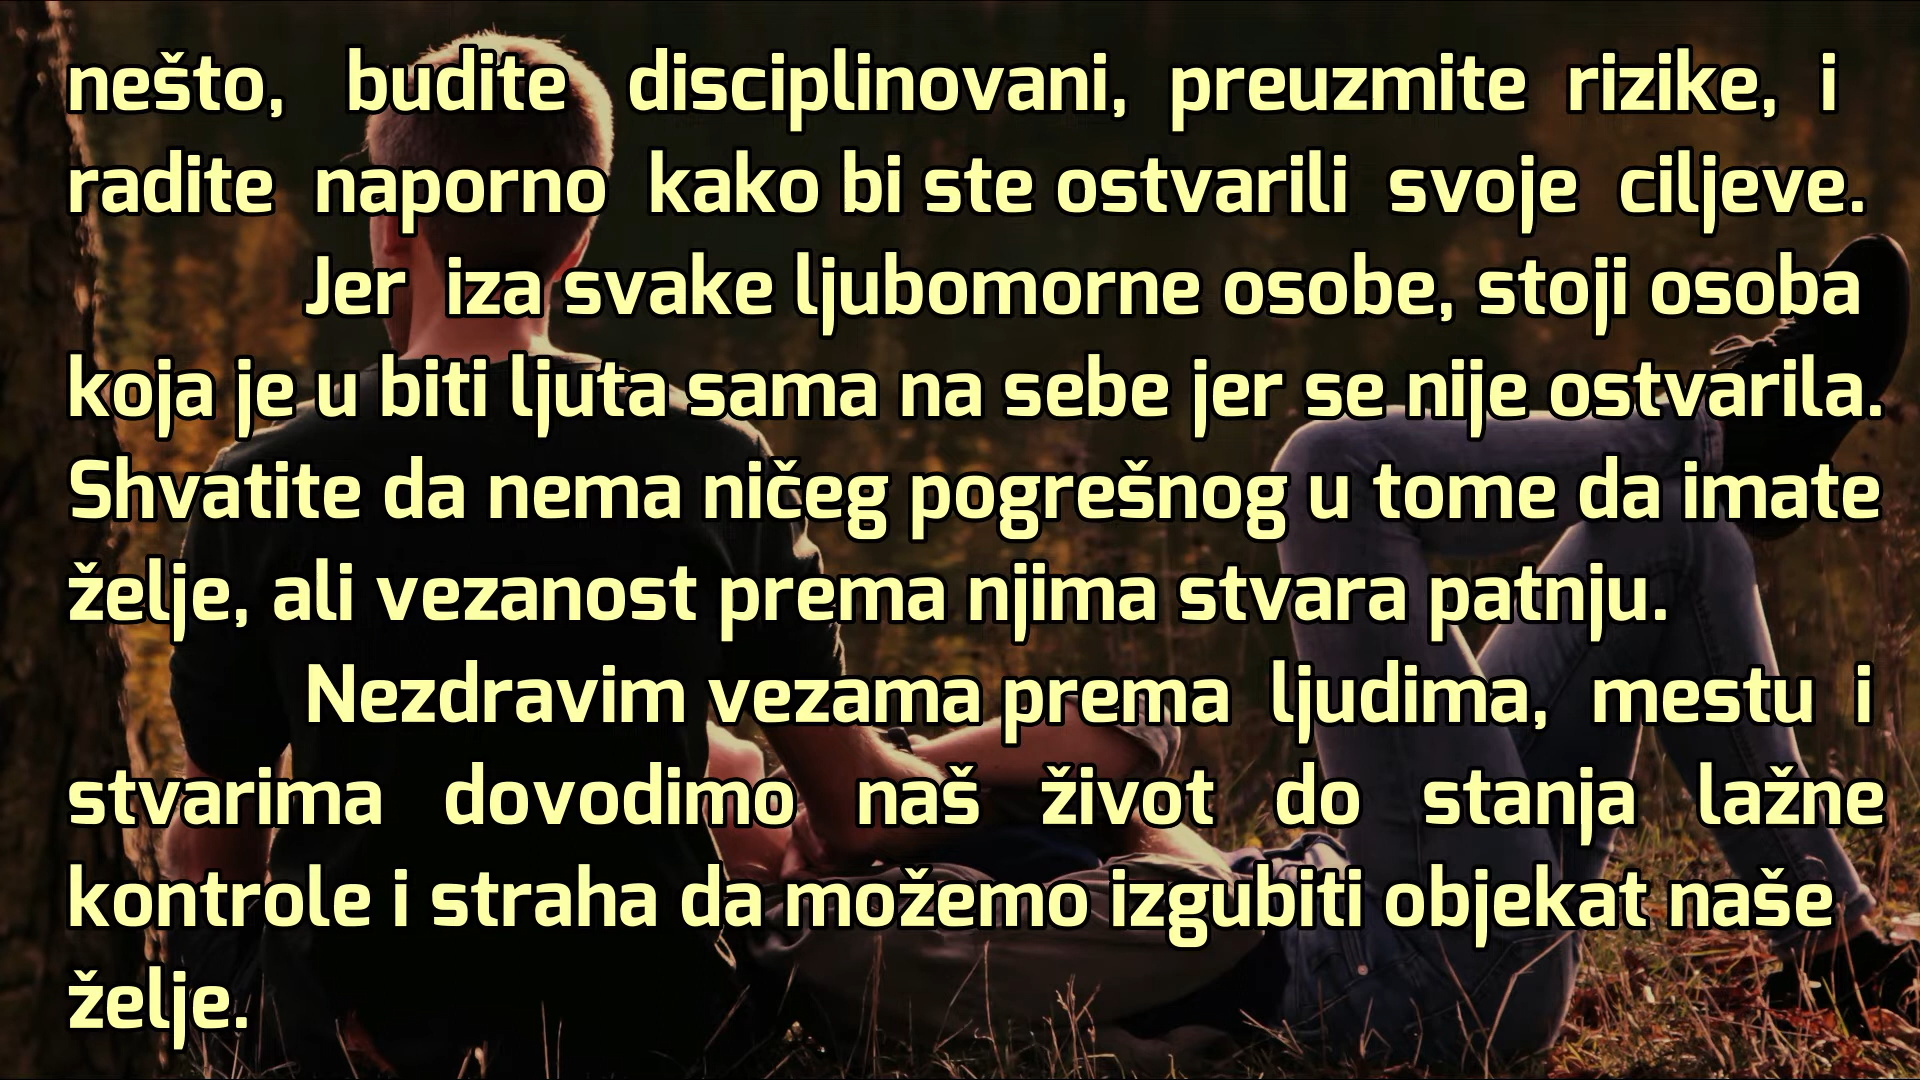 nešto, budite disciplinovani, preuzmite rizike, i
radite naporno kako bi ste ostvarili svoje ciljeve.
Jer iza svake ljubomorne osobe, stoji osoba
koja je u biti ljuta sama na sebe jer se nije ostvarila.
Shvatite da nema ničeg pogrešnog u tome da imate
želje, ali vezanost prema njima stvara patnju.
Nezdravim vezama prema ljudima, mestu i
stvarima dovodimo naš život do stanja lažne
kontrole i straha da možemo izgubiti objekat naše
želje.